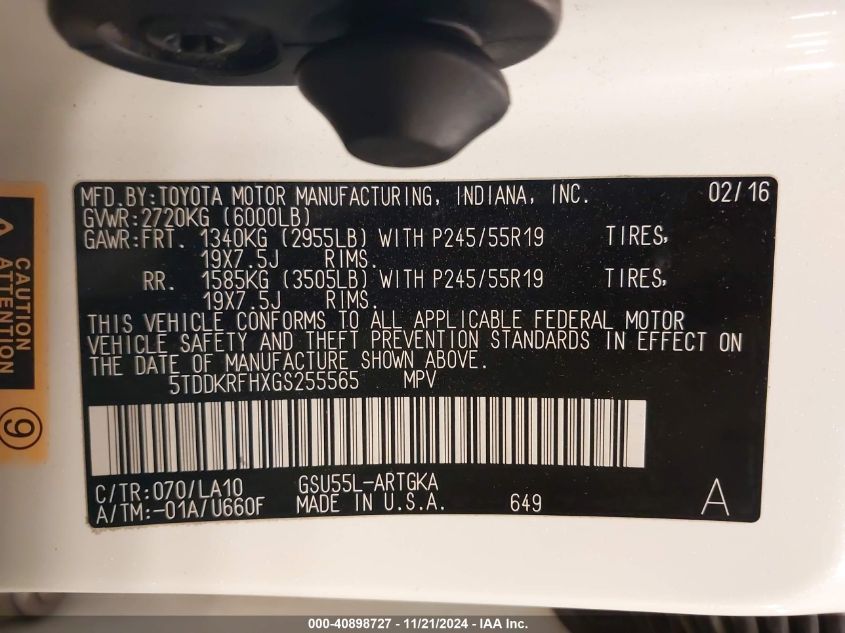 MFD.BY:TOYOTA MOTOR MANUFACTURING, INDIANA, INC. 02/16
GVWR:2720KG (6000LB)
GAWR:FRT. 1340KG (2955LB) WITH P245/55R19 TIRES,
19X7.5J RIMS.
RR. 1585KG (3505LB) WITH P245/55R19 TIRES,
19X7.5J RIMS.
THIS VEHICLE CONFORMS TO ALL APPLICABLE FEDERAL MOTOR
VEHICLE SAFETY AND THEFT PREVENTION STANDARDS IN EFFECT ON
THE DATE OF MANUFACTURE SHOWN ABOVE.
5TDDKRFHXGS255565 MPV
C/TR:070/LA10 GSU55L-ARTGKA
A/TM:-01A/U660F MADE IN U.S.A. 649 A
CAUTION
ATTENTION
9
000-40898727 - 11/21/2024 - IAA Inc.